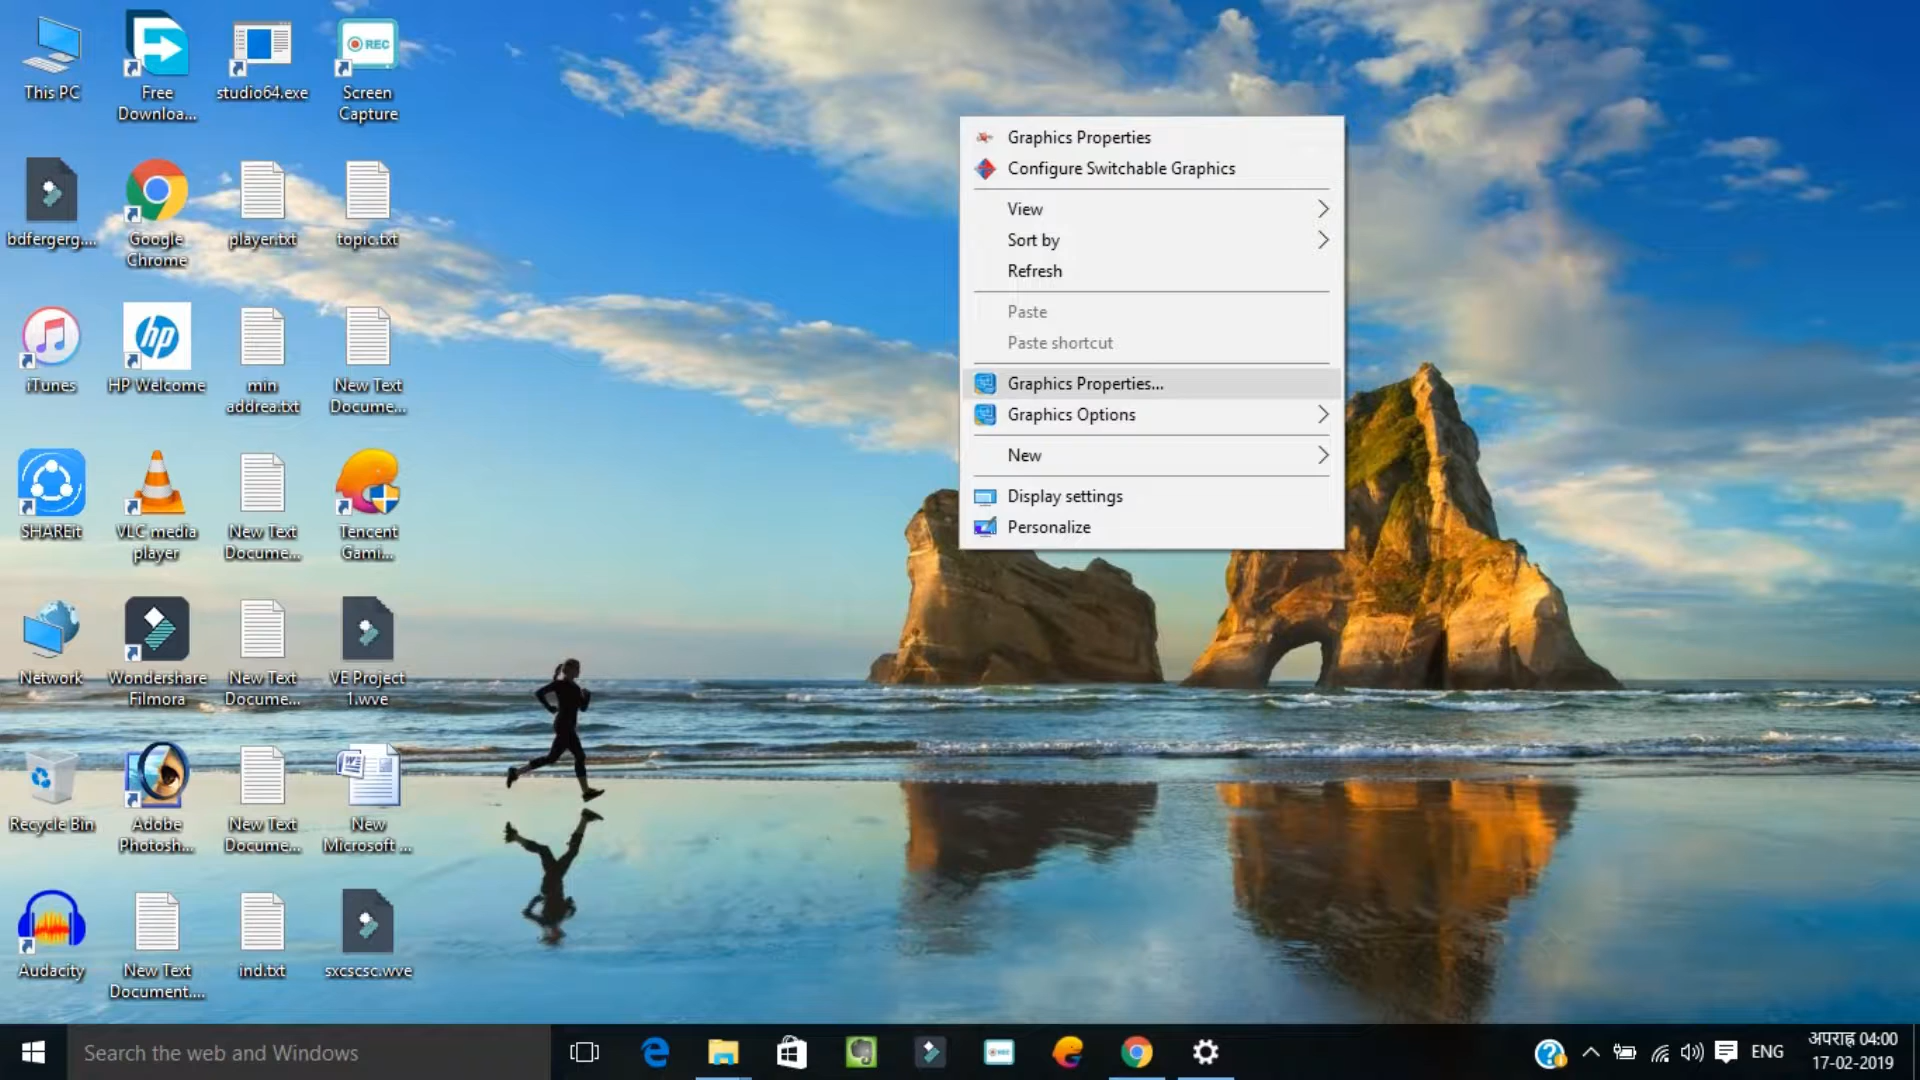 This PC
Free
Downloa...
studio64.exe
REC
Screen
Capture
bdfergerg....
Google
Chrome
player.txt
topic.txt
iTunes
hp
HP Welcome
min
addrea.txt
New Text
Docume...
SHAREit
VLC media
player
New Text
Docume...
Tencent
Gami...
Network
Wondershare
Filmora
New Text
Docume...
VE Project
1.wve
Recycle Bin
Adobe
Photosh...
New Text
Docume...
W
New
Microsoft ...
Audacity
New Text
Document....
ind.txt
sxcscsc.wve
Graphics Properties
Configure Switchable Graphics
View
Sort by
Refresh
Paste
Paste shortcut
Graphics Properties...
Graphics Options
New
Display settings
Personalize
Search the web and Windows
REC
ENG
अपराह्न 04:00
17-02-2019